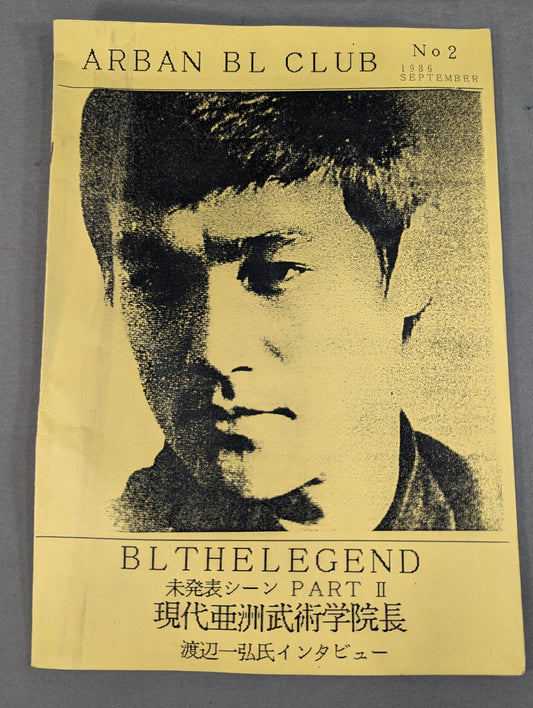 ARBAN BL CLUB No 2
1986
SEPTEMBER
BLTHELEGEND
未発表シーン PART Ⅱ
現代亜洲武術学院長
渡辺一弘氏インタビュー